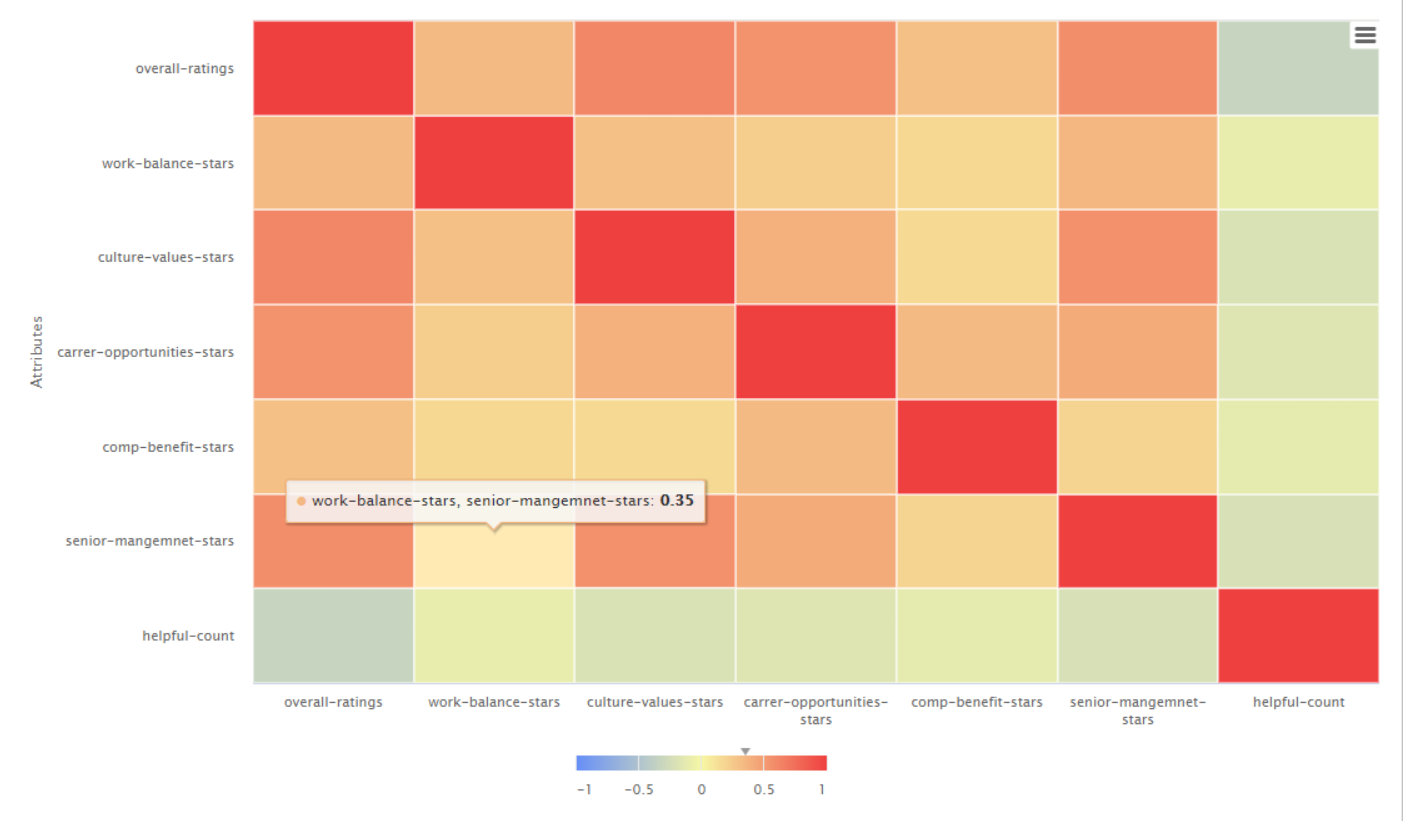 overall-ratings
work-balance-stars
culture-values-stars
Attributes
carrer-opportunities-stars
comp-benefit-stars
work-balance-stars, senior-mangemnet-stars: 0.35
senior-mangemnet-stars
helpful-count
overall-ratings work-balance-stars culture-values-stars carrer-opportunities- comp-benefit-stars senior-mangemnet- helpful-count
stars stars
-1 -0.5 0 0.5 1